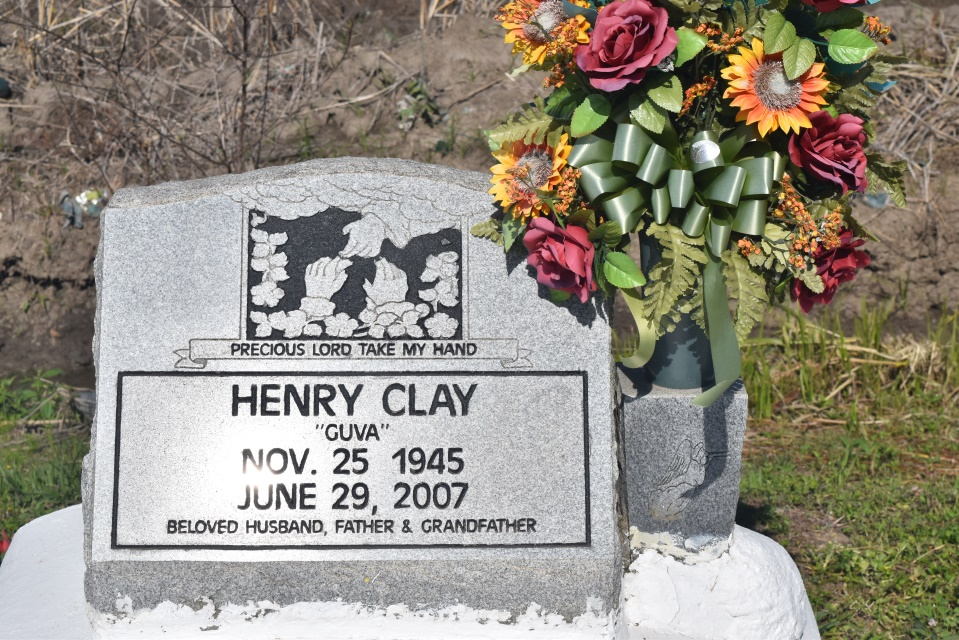 PRECIOUS LORD TAKE MY HAND
HENRY CLAY
"GUVA"
NOV. 25 1945
JUNE 29, 2007
BELOVED HUSBAND, FATHER & GRANDFATHER